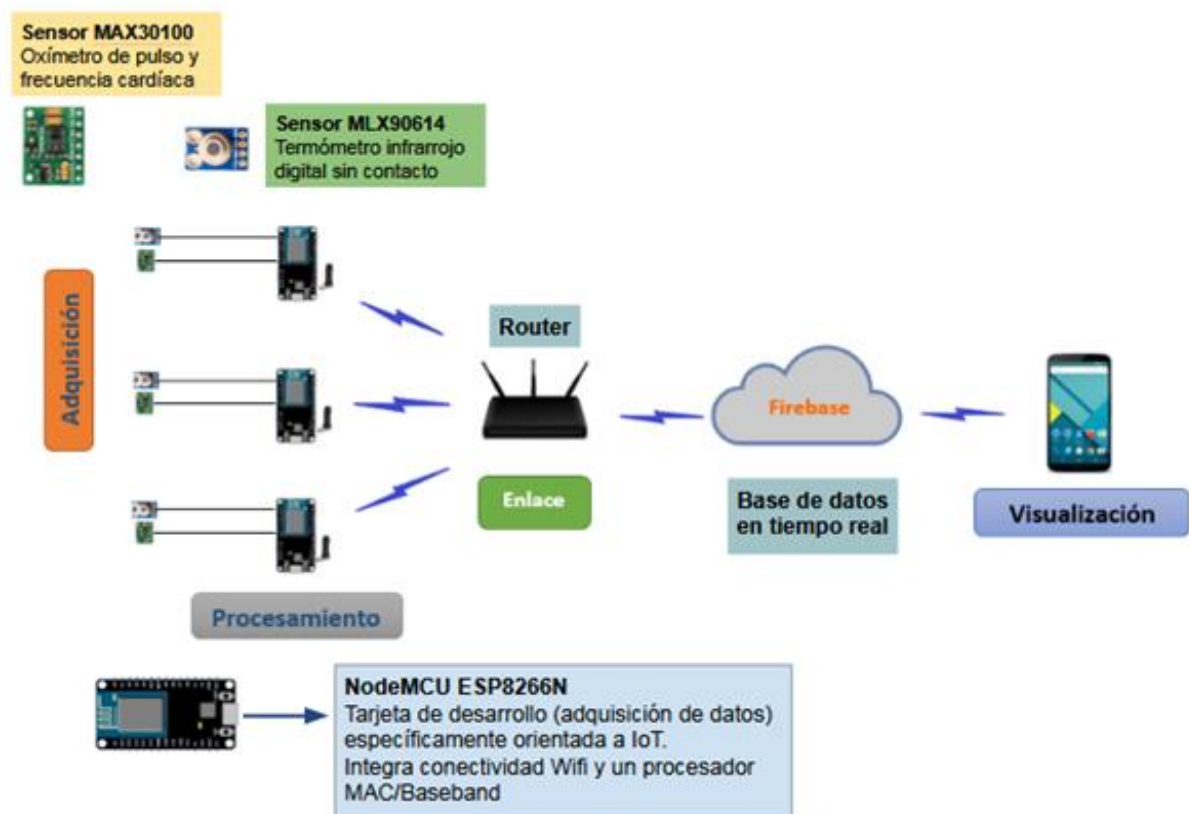 Sensor MAX30100
Oxímetro de pulso y
frecuencia cardíaca
Sensor MLX90614
Termómetro infrarrojo
digital sin contacto
Adquisición
Router
Firebase
Enlace
Base de datos
en tiempo real
Visualización
Procesamiento
NodeMCU ESP8266N
Tarjeta de desarrollo (adquisición de datos)
específicamente orientada a IoT.
Integra conectividad Wifi y un procesador
MAC/Baseband